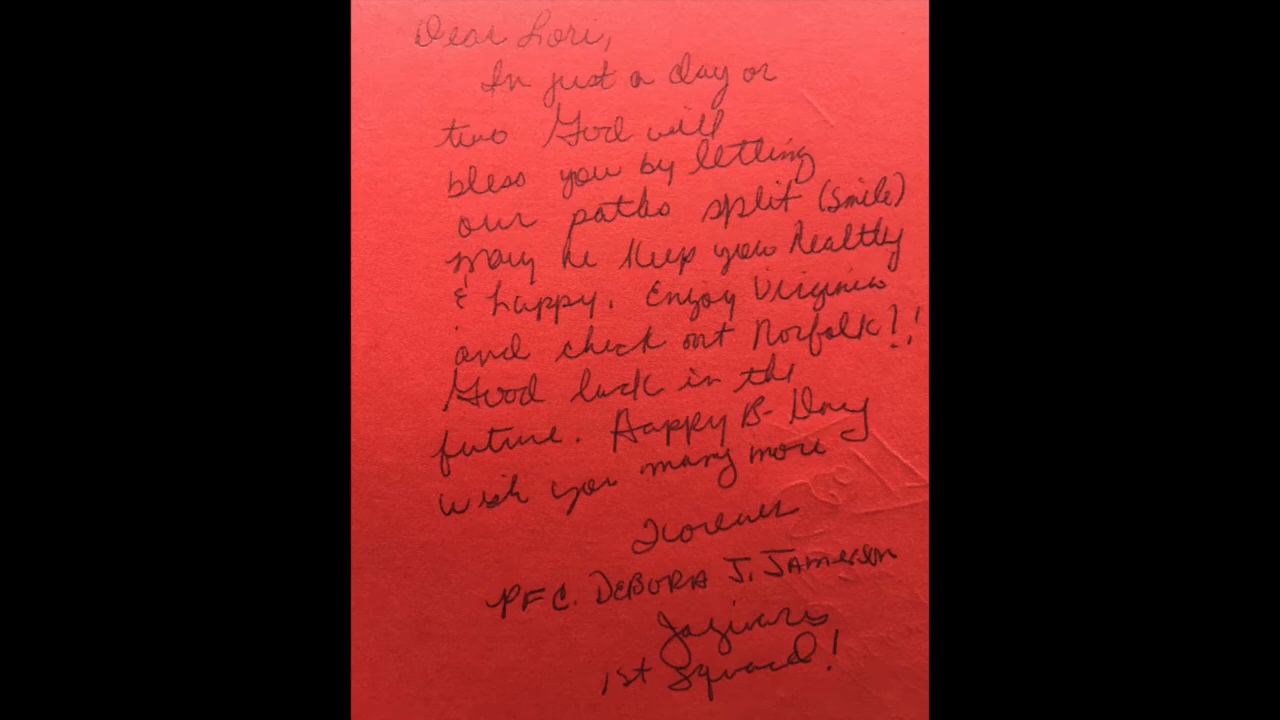 Dear Lori,
In just a day or
two God will
bless you by letting
our paths split (smile)
may he keep you healthy
& happy. Enjoy Virginia
and check out Norfolk?!
Good luck in the
future. Happy B-Day
wish you many more
Forever
PFC. DEBORA J. JAMERSON
1st Squad!